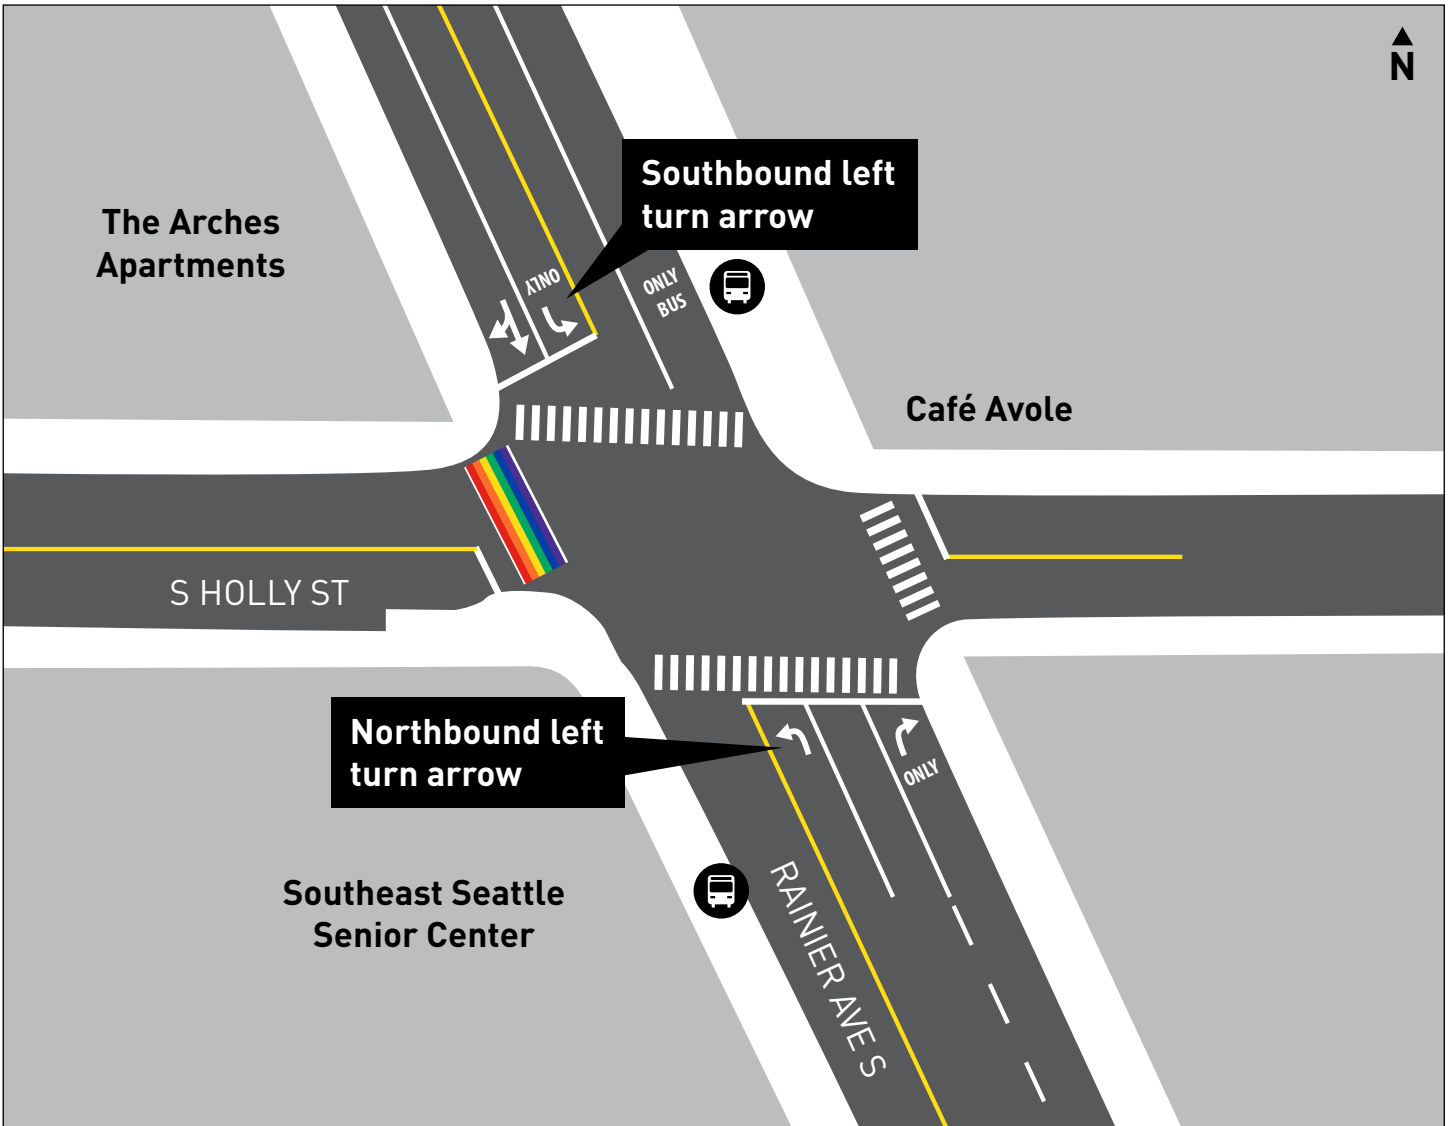 N
Southbound left
turn arrow
The Arches
Apartments
ONLY
ONLY
BUS
Café Avole
S HOLLY ST
Northbound left
turn arrow
ONLY
Southeast Seattle
Senior Center
RAINIER AVE S